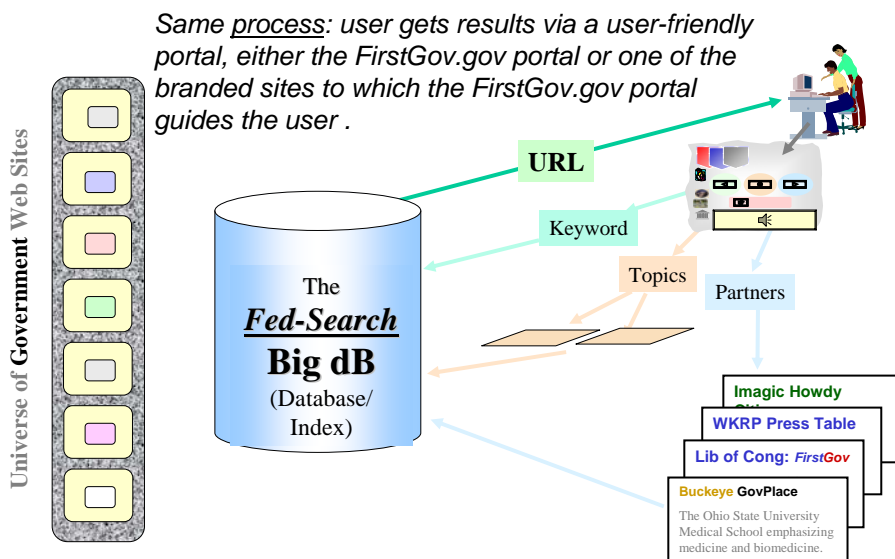 Same process: user gets results via a user-friendly
portal, either the FirstGov.gov portal or one of the
branded sites to which the FirstGov.gov portal
guides the user .
Universe of Government Web Sites
URL
Keyword
Topics
Partners
The
Fed-Search
Big dB
(Database/
Index)
Imagic Howdy
WKRP Press Table
Lib of Cong: FirstGov
Buckeye GovPlace
The Ohio State University
Medical School emphasizing
medicine and biomedicine.